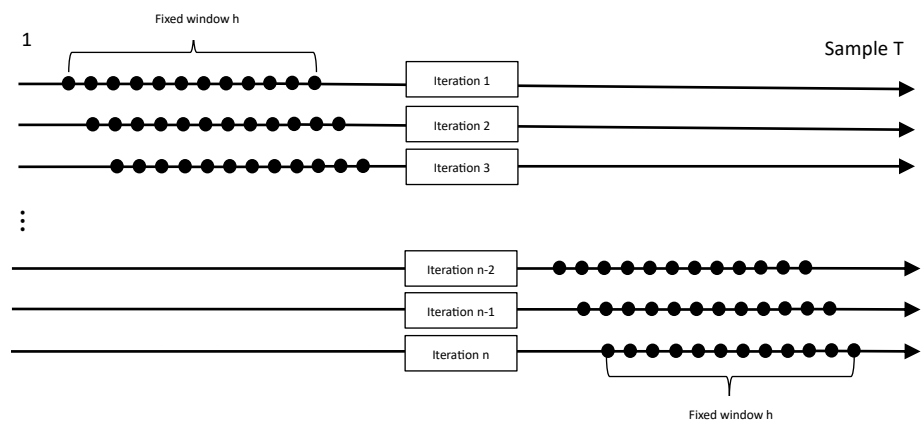 Fixed window h
1
Sample T
Iteration 1
Iteration 2
Iteration 3
⋮
Iteration n-2
Iteration n-1
Iteration n
Fixed window h